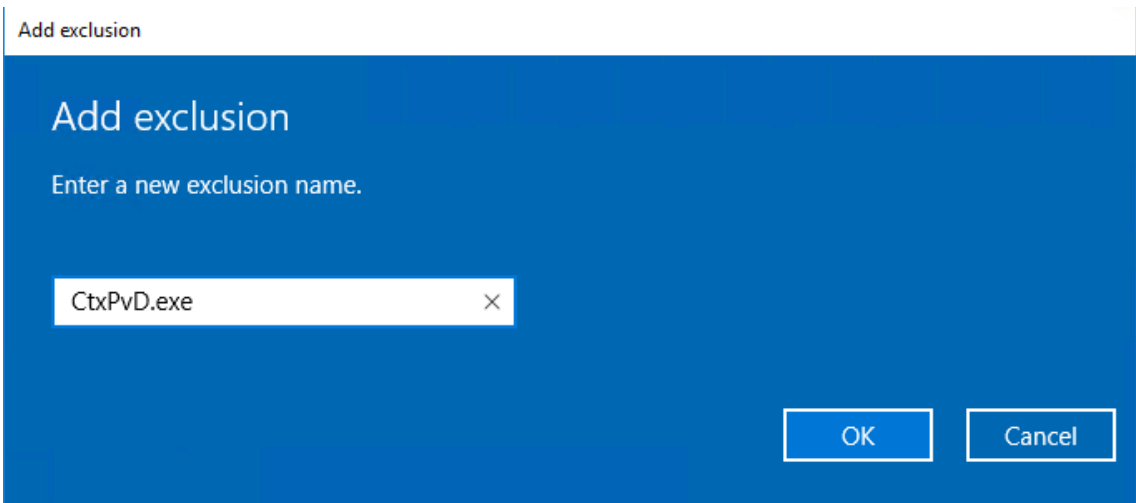 Add exclusion
Add exclusion
Enter a new exclusion name.
CtxPvD.exe
OK Cancel